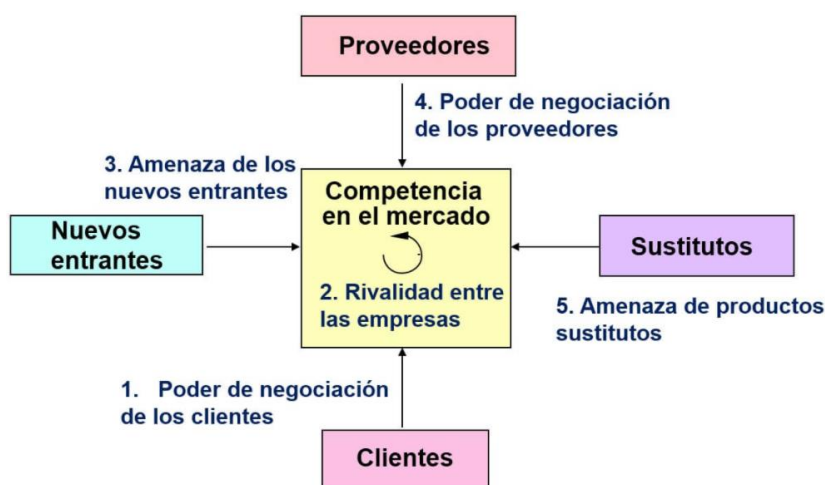 Proveedores
4. Poder de negociación
de los proveedores
3. Amenaza de los
nuevos entrantes
Competencia
en el mercado
Nuevos
entrantes
Sustitutos
2. Rivalidad entre
las empresas
5. Amenaza de productos
sustitutos
1. Poder de negociación
de los clientes
Clientes